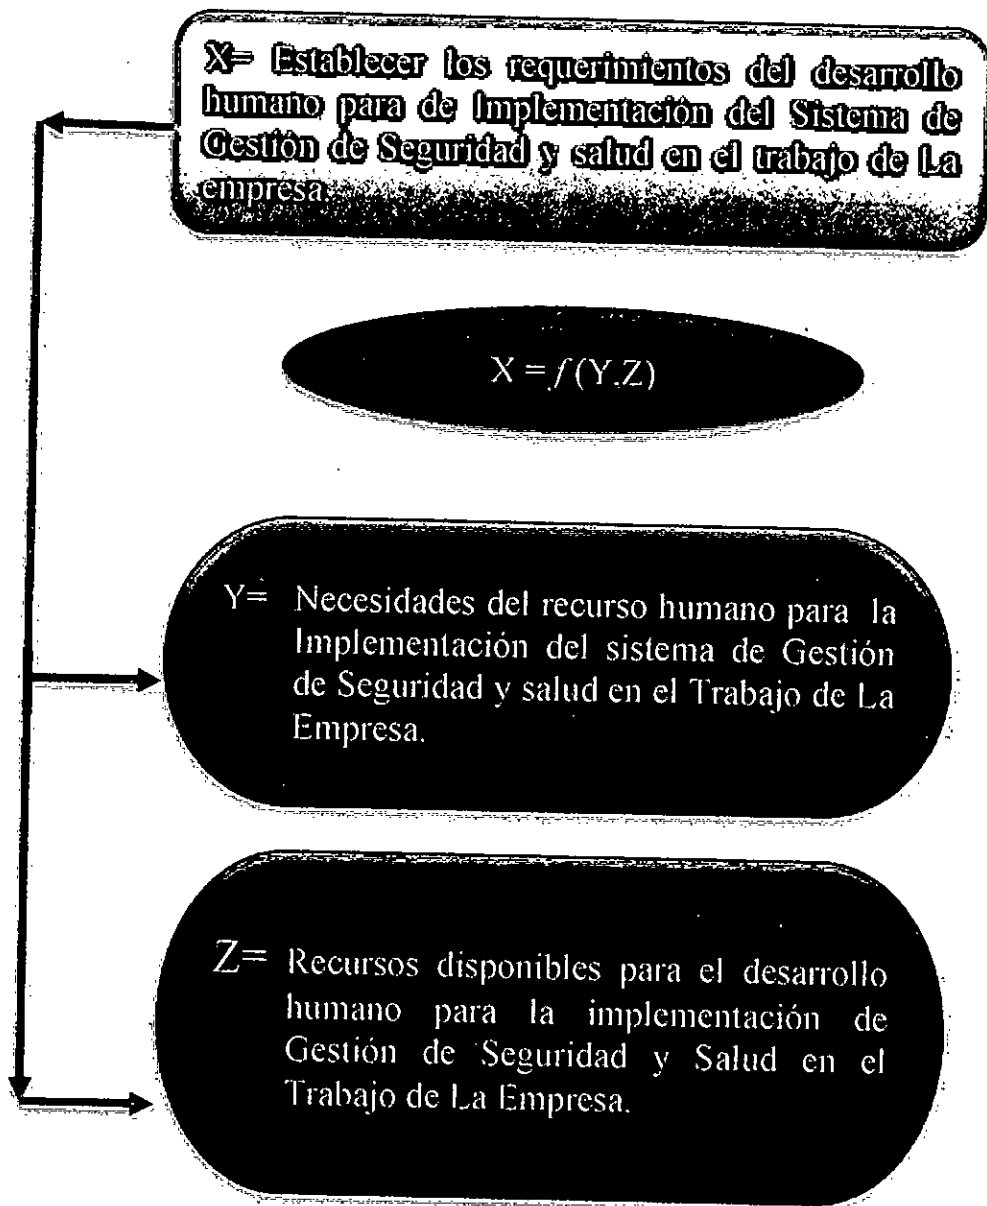 X= Establecer los requerimientos del desarrollo
humano para de Implementación del Sistema de
Gestión de Seguridad y salud en el trabajo de La
empresa.
X = f (Y,Z)
Y= Necesidades del recurso humano para la
Implementación del sistema de Gestión
de Seguridad y salud en el Trabajo de La
Empresa.
Z= Recursos disponibles para el desarrollo
humano para la implementación de
Gestión de Seguridad y Salud en el
Trabajo de La Empresa.